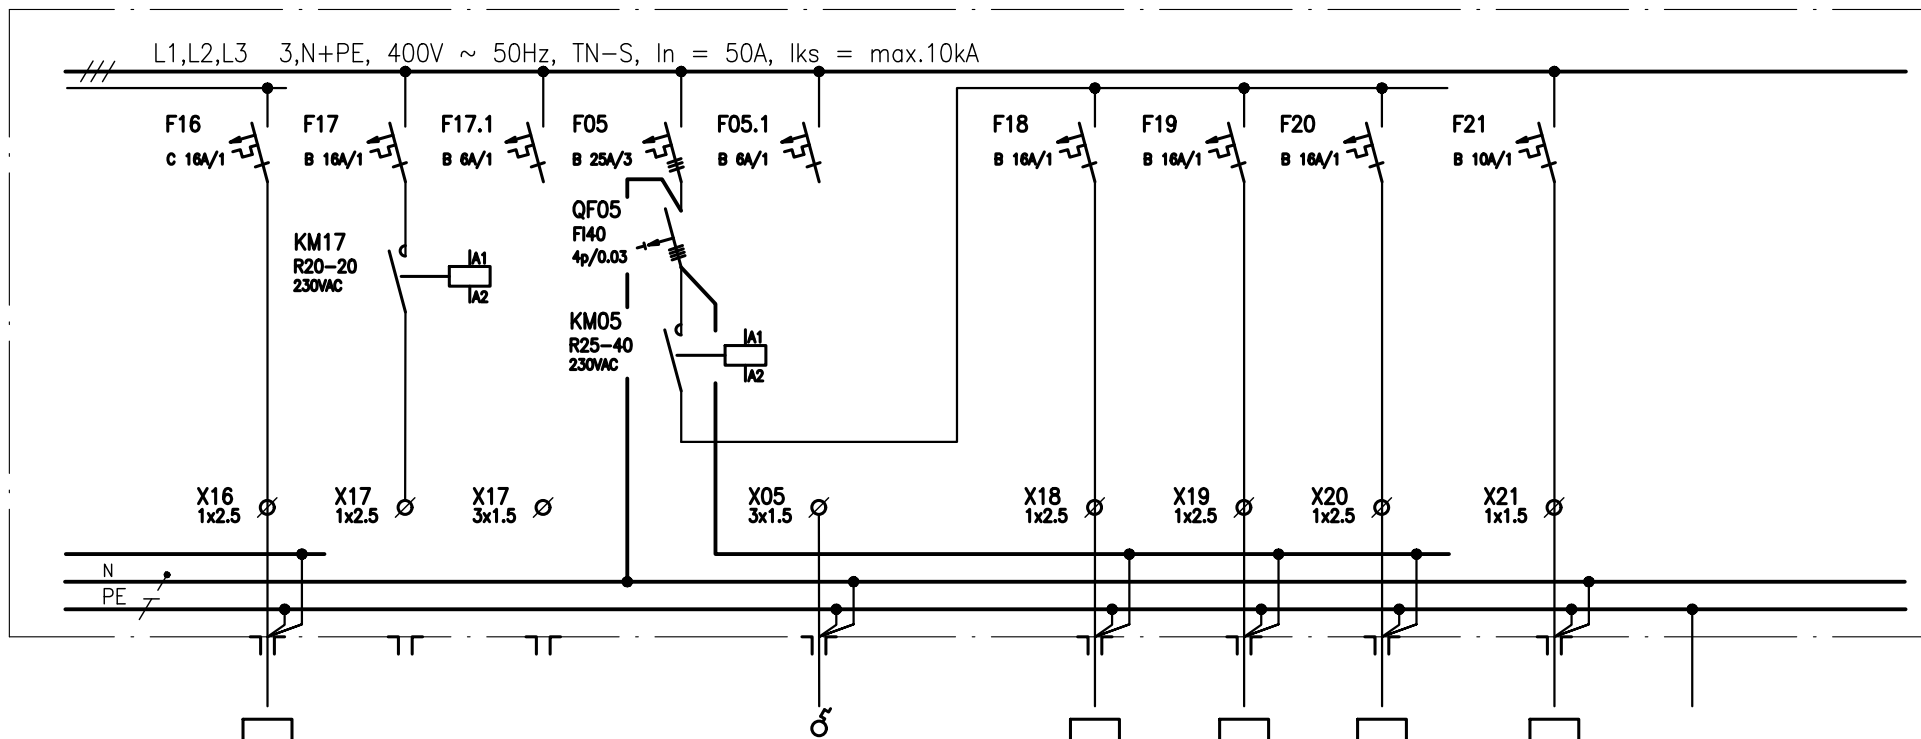 L1,L2,L3 3,N+PE, 400V ~ 50Hz, TN-S, In = 50A, Iks = max.10kA
F16
C 16A/1
F17
B 16A/1
F17.1
B 6A/1
F05
B 25A/3
F05.1
B 6A/1
F18
B 16A/1
F19
B 16A/1
F20
B 16A/1
F21
B 10A/1
QF05
FI40
4p/0.03
KM17
R20-20
230VAC
A1
A2
KM05
R25-40
230VAC
A1
A2
X16
1x2.5
X17
1x2.5
X17
3x1.5
X05
3x1.5
X18
1x2.5
X19
1x2.5
X20
1x2.5
X21
1x1.5
N
PE